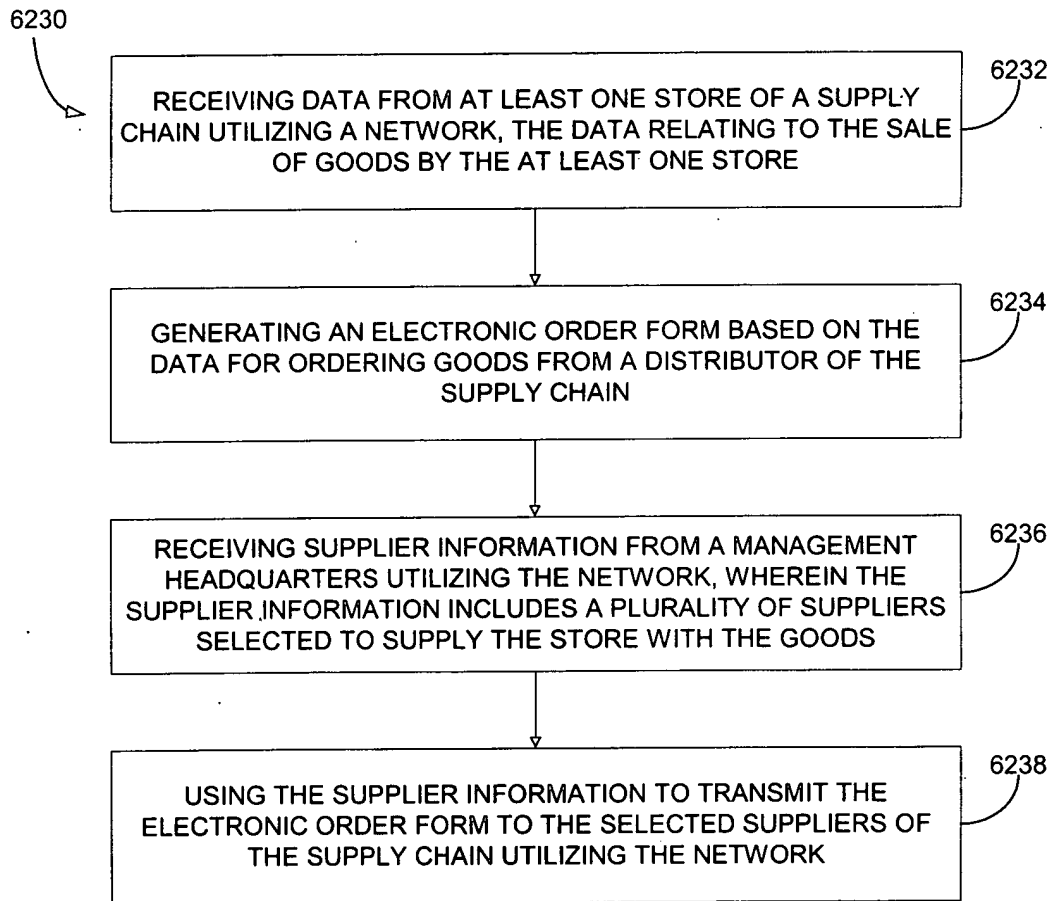 6230
6232
RECEIVING DATA FROM AT LEAST ONE STORE OF A SUPPLY
CHAIN UTILIZING A NETWORK, THE DATA RELATING TO THE SALE
OF GOODS BY THE AT LEAST ONE STORE
6234
GENERATING AN ELECTRONIC ORDER FORM BASED ON THE
DATA FOR ORDERING GOODS FROM A DISTRIBUTOR OF THE
SUPPLY CHAIN
6236
RECEIVING SUPPLIER INFORMATION FROM A MANAGEMENT
HEADQUARTERS UTILIZING THE NETWORK, WHEREIN THE
SUPPLIER INFORMATION INCLUDES A PLURALITY OF SUPPLIERS
SELECTED TO SUPPLY THE STORE WITH THE GOODS
6238
USING THE SUPPLIER INFORMATION TO TRANSMIT THE
ELECTRONIC ORDER FORM TO THE SELECTED SUPPLIERS OF
THE SUPPLY CHAIN UTILIZING THE NETWORK